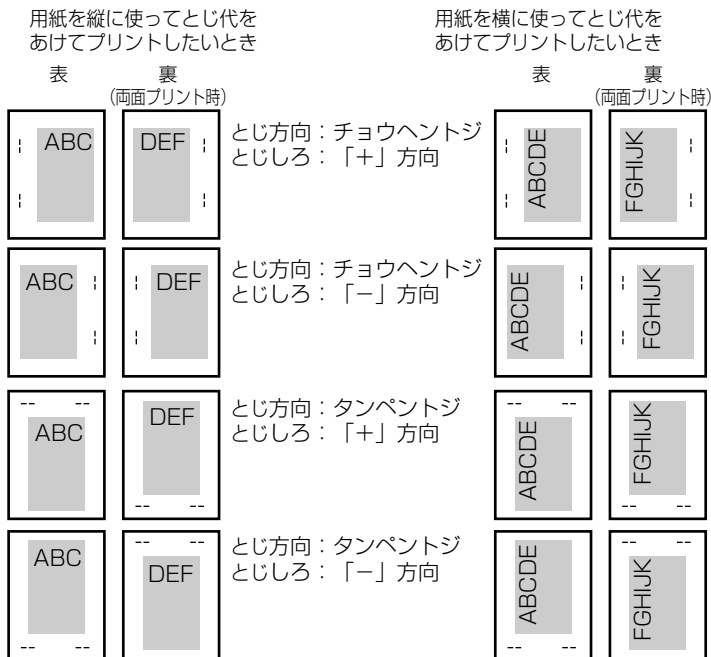 用紙を縦に使ってとじ代を
あけてプリントしたいとき
表 裏
(両面プリント時)
ABC DEF
とじ方向：チョウヘントジ
とじしろ：「＋」方向
ABC DEF
とじ方向：チョウヘントジ
とじしろ：「－」方向
ABC DEF
とじ方向：タンペントジ
とじしろ：「＋」方向
ABC DEF
とじ方向：タンペントジ
とじしろ：「－」方向
用紙を横に使ってとじ代を
あけてプリントしたいとき
表 裏
(両面プリント時)
ABCDE FGHIJK
ABCDE FGHIJK
ABCDE FGHIJK
ABCDE FGHIJK